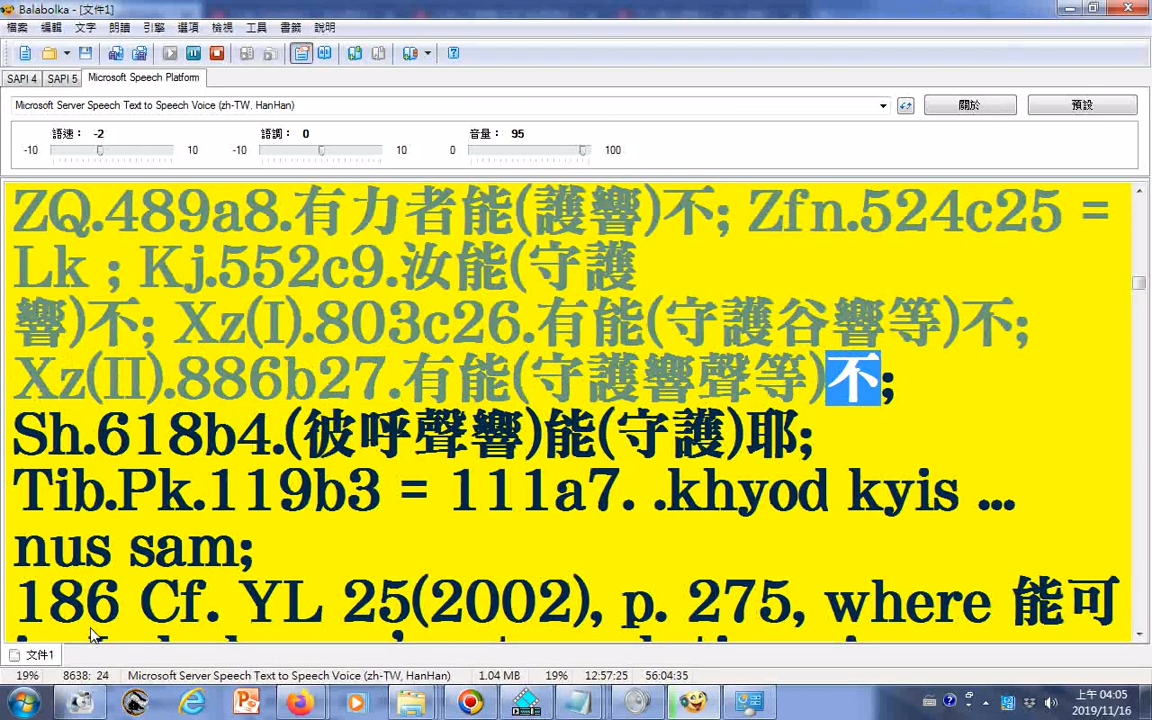 Balabolka - [文件1]
檔案 編輯 文字 朗讀 引擎 選項 檢視 工具 書籤 說明
SAPI 4 SAPI 5 Microsoft Speech Platform
Microsoft Server Speech Text to Speech Voice (zh-TW, HanHan) 關於 預設
語速： -2 語調： 0 音量： 95
-10 10 -10 10 0 100
ZQ.489a8.有力者能(護響)不; Zfn.524c25 =
Lk ; Kj.552c9.汝能(守護
響)不; Xz(I).803c26.有能(守護谷響等)不;
Xz(II).886b27.有能(守護響聲等)不;
Sh.618b4.(彼呼聲響)能(守護)耶;
Tib.Pk.119b3 = 111a7. .khyod kyis ...
nus sam;
186 Cf. YL 25(2002), p. 275, where 能可
文件1
19% 8638: 24 Microsoft Server Speech Text to Speech Voice (zh-TW, HanHan) 1.04 MB 19% 12:57:25 56:04:35
上午 04:05
2019/11/16